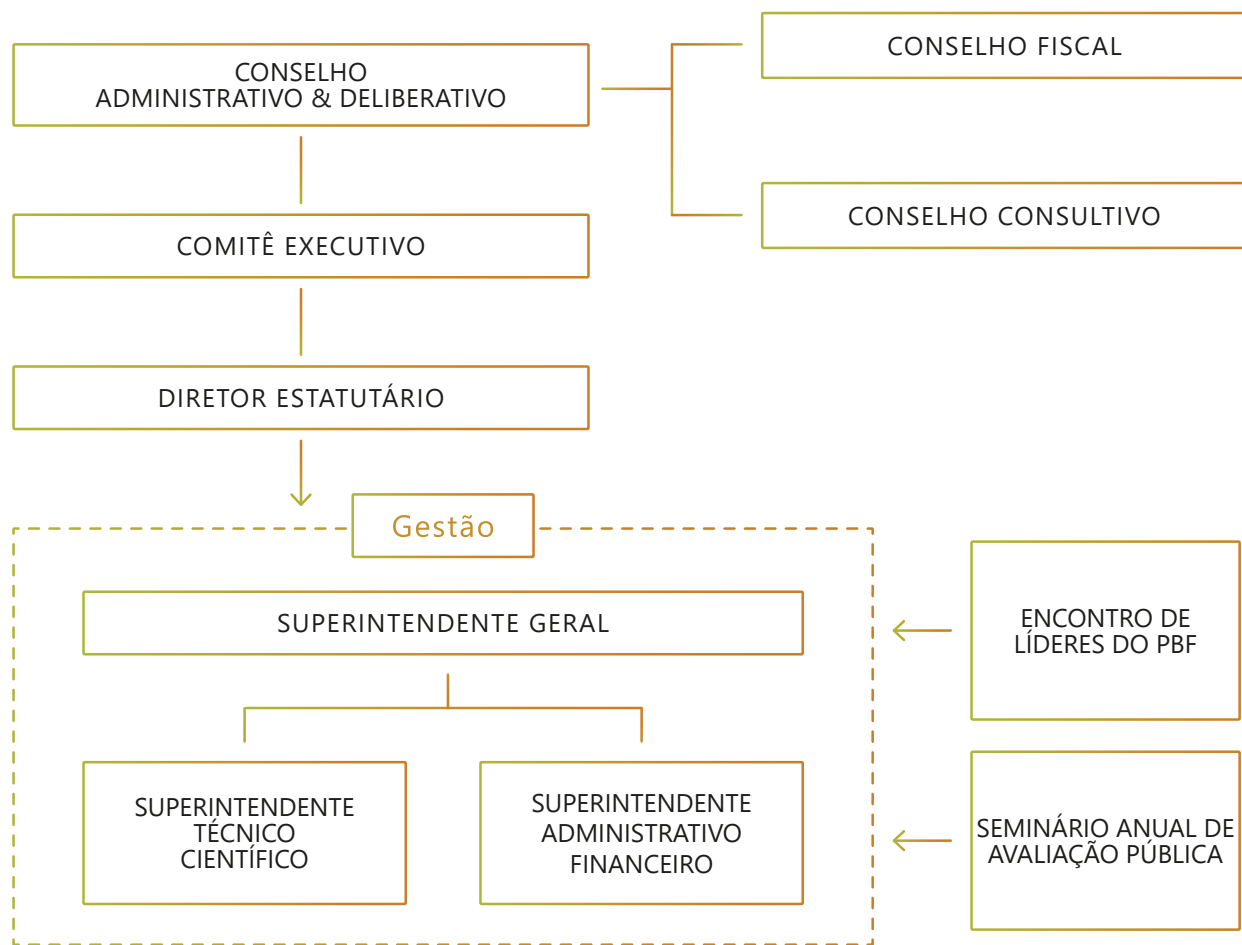 CONSELHO
ADMINISTRATIVO & DELIBERATIVO
CONSELHO FISCAL
CONSELHO CONSULTIVO
COMITÊ EXECUTIVO
DIRETOR ESTATUTÁRIO
Gestão
SUPERINTENDENTE GERAL
SUPERINTENDENTE
TÉCNICO
CIENTÍFICO
SUPERINTENDENTE
ADMINISTRATIVO
FINANCEIRO
ENCONTRO DE
LÍDERES DO PBF
SEMINÁRIO ANUAL DE
AVALIAÇÃO PÚBLICA